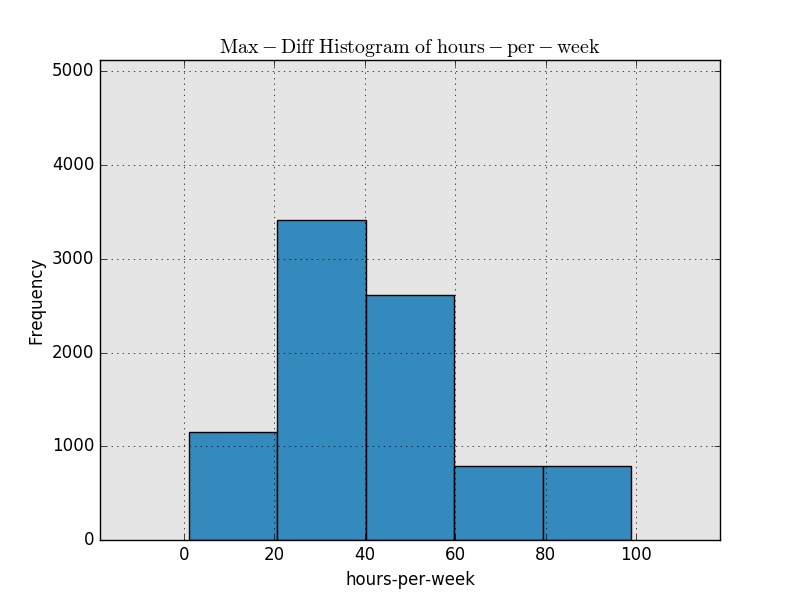 Max − Diff Histogram of hours − per − week
5000
4000
3000
2000
1000
0
Frequency
0 20 40 60 80 100
hours-per-week